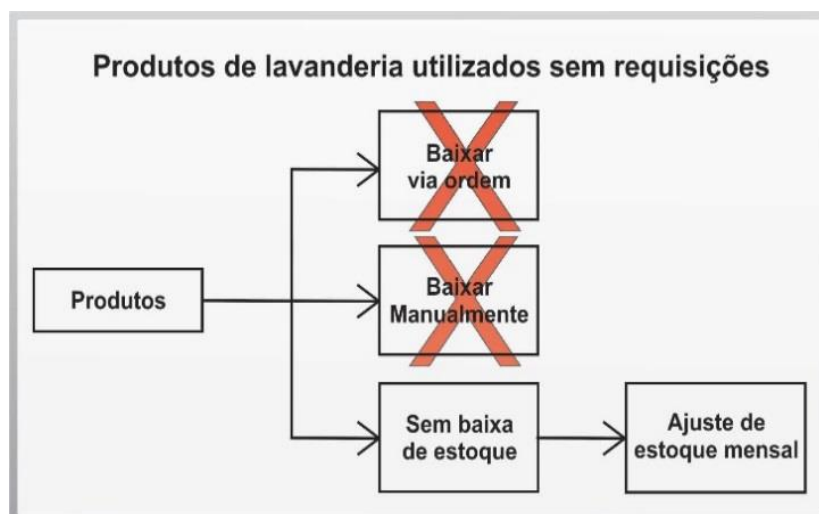 Produtos de lavanderia utilizados sem requisições
Baixar
via ordem
Produtos
Baixar
Manualmente
Sem baixa
de estoque
Ajuste de
estoque mensal